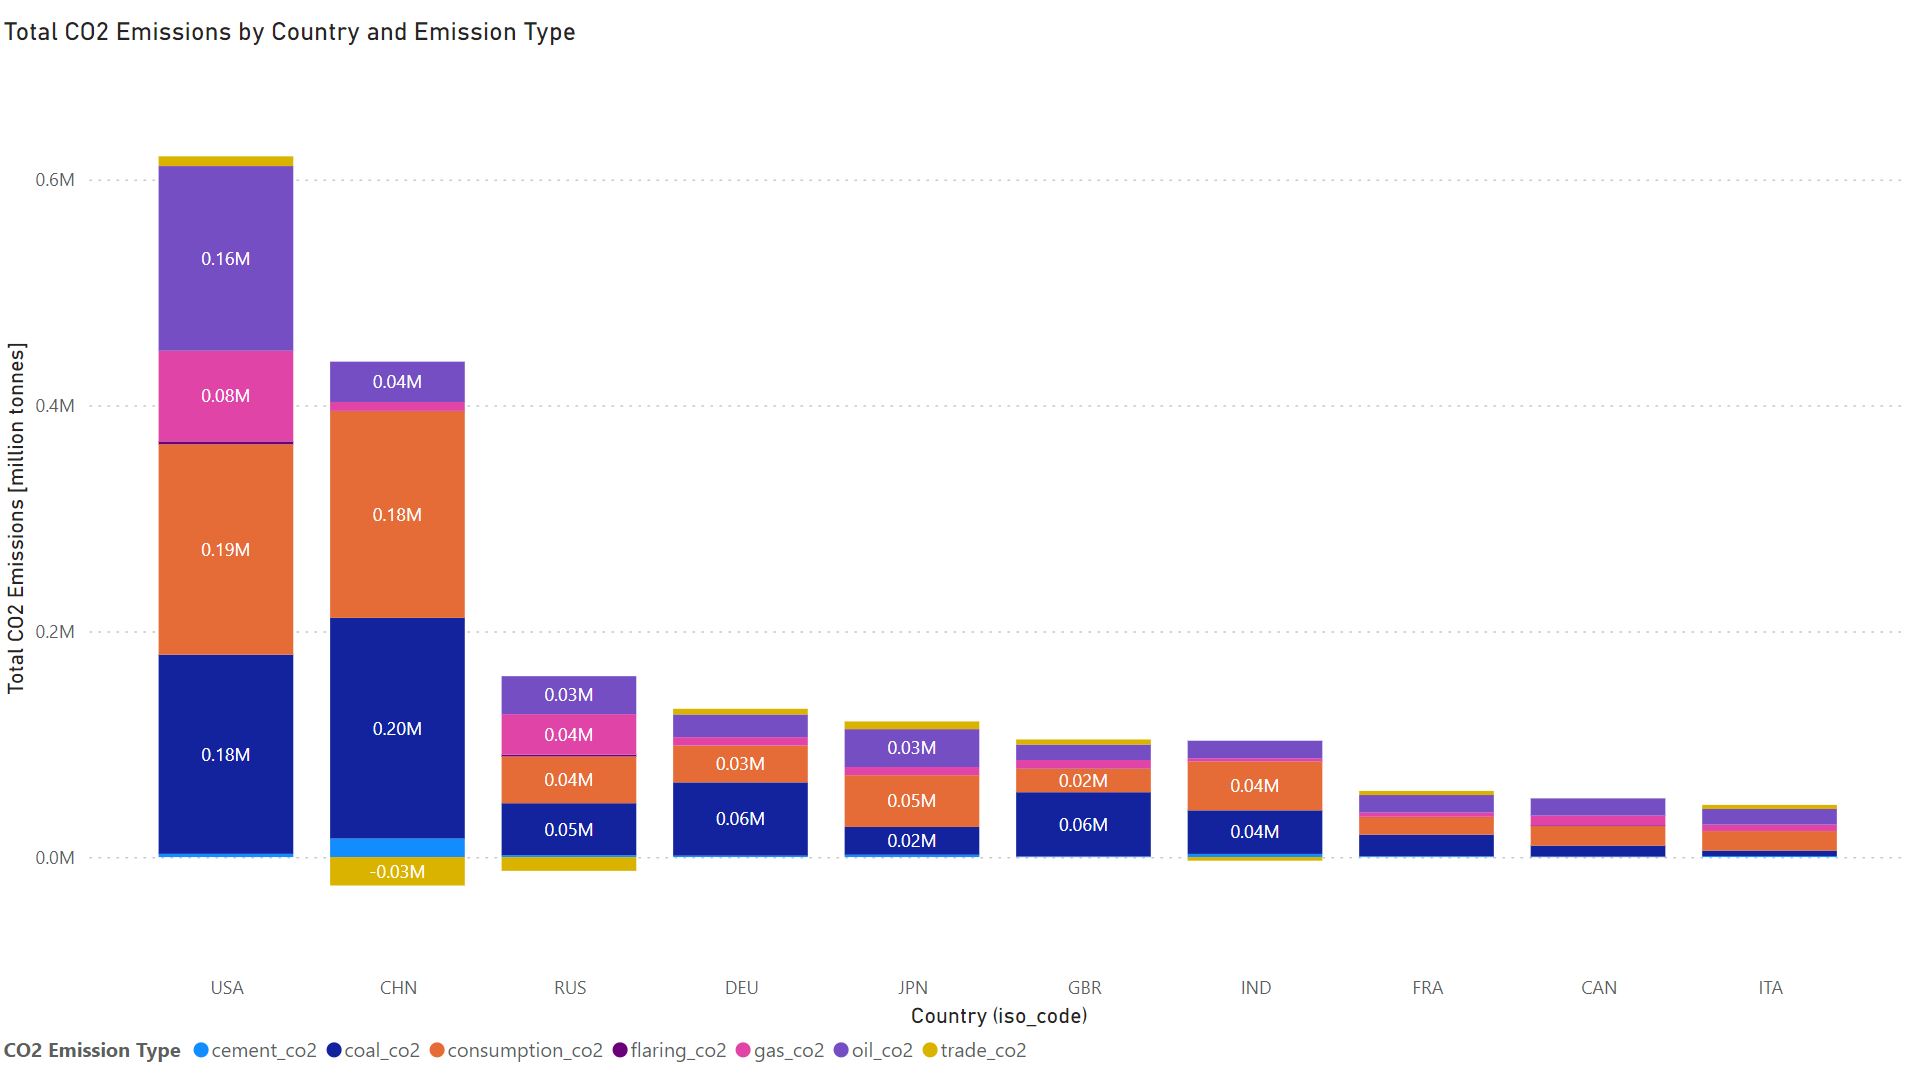 Total CO2 Emissions by Country and Emission Type
Total CO2 Emissions [million tonnes]
0.6M
0.4M
0.2M
0.0M
0.16M
0.08M
0.19M
0.18M
0.04M
0.18M
0.20M
-0.03M
0.03M
0.04M
0.04M
0.05M
0.03M
0.06M
0.03M
0.05M
0.02M
0.02M
0.06M
0.04M
0.04M
USA CHN RUS DEU JPN GBR IND FRA CAN ITA
Country (iso_code)
CO2 Emission Type cement_co2 coal_co2 consumption_co2 flaring_co2 gas_co2 oil_co2 trade_co2